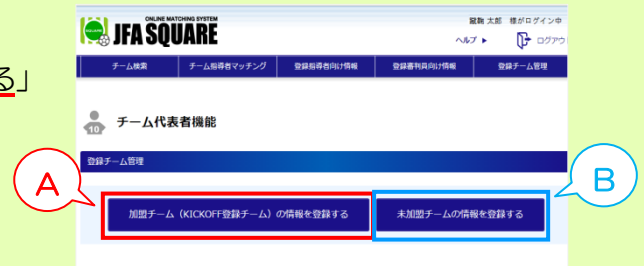 ONLINE MATCHING SYSTEM
SQUARE JFA SQUARE
蹴鞠 太郎 様がログイン中
ヘルプ ▶ ログアウ
る」
チーム検索 チーム指導者マッチング 登録指導者向け情報 登録審判員向け情報 登録チーム管理
10 チーム代表者機能
登録チーム管理
A
B
加盟チーム（KICKOFF登録チーム）の情報を登録する 未加盟チームの情報を登録する